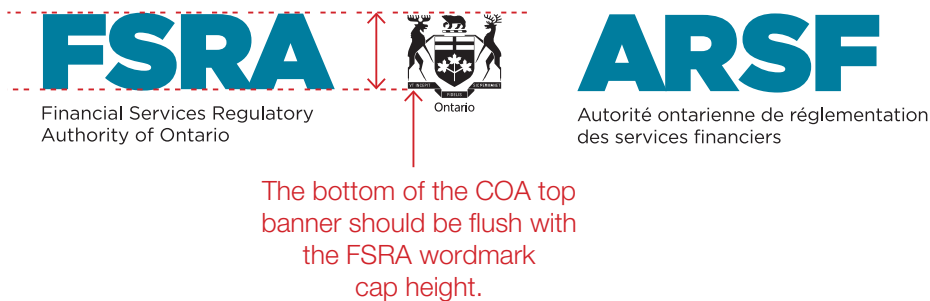 FSRA
Financial Services Regulatory
Authority of Ontario
FIDELIS
Ontario
ARSF
Autorité ontarienne de réglementation
des services financiers
The bottom of the COA top
banner should be flush with
the FSRA wordmark
cap height.